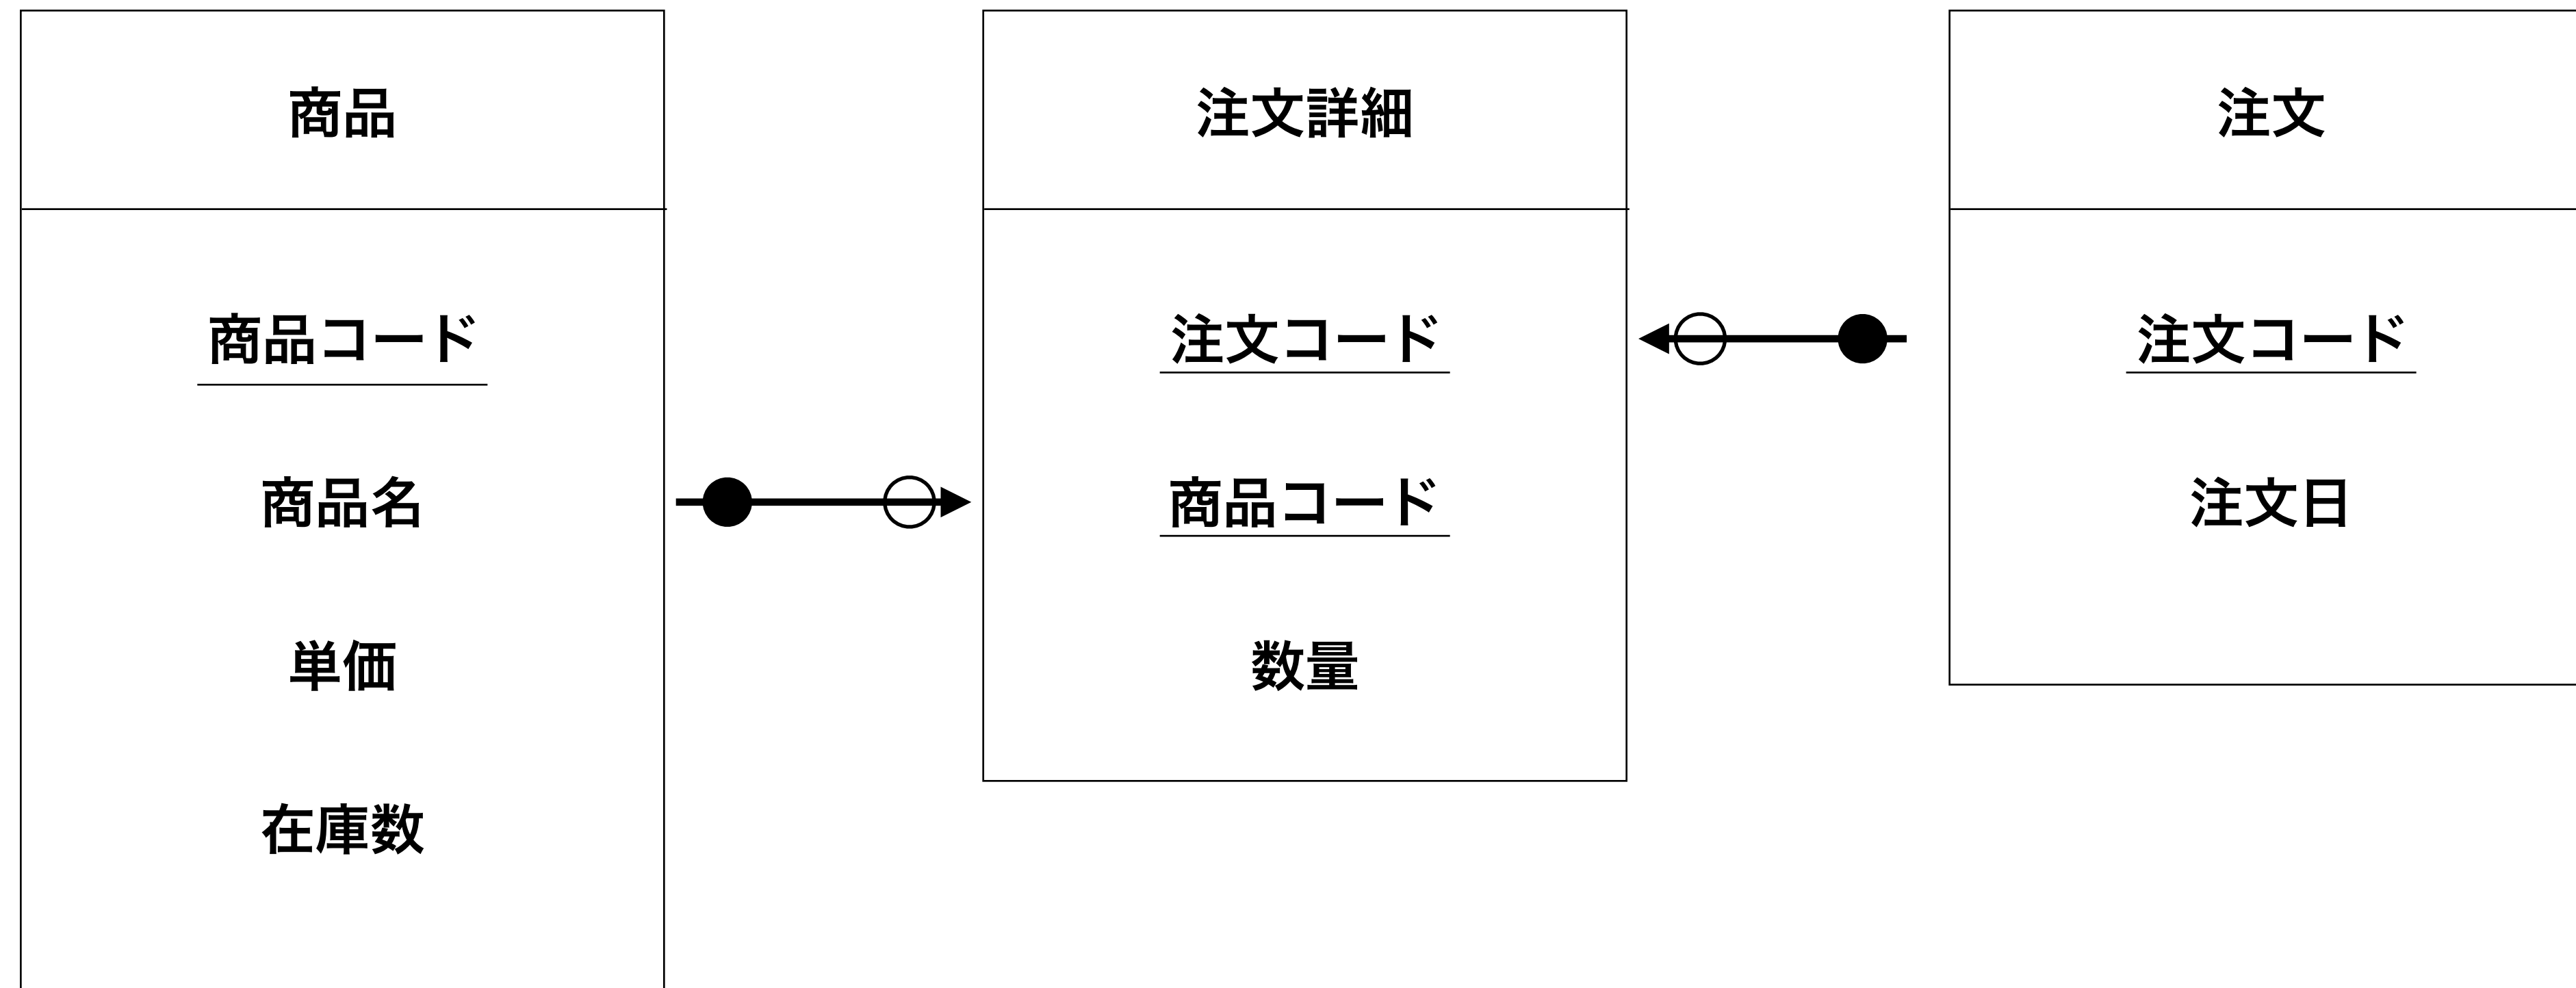 商品
商品コード
商品名
単価
在庫数
注文詳細
注文コード
商品コード
数量
注文
注文コード
注文日